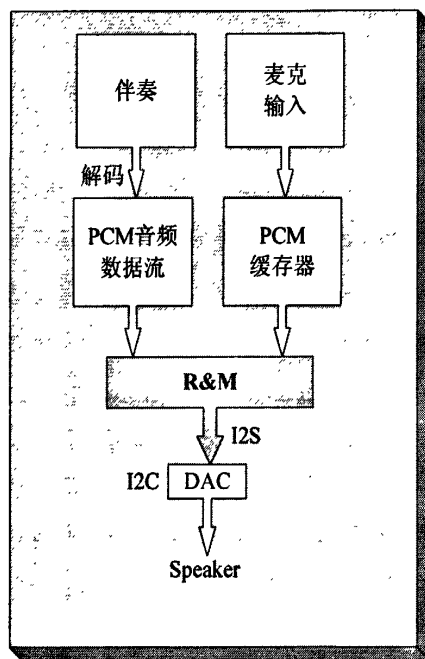 伴奏
麦克
输入
解码
PCM音频
数据流
PCM
缓存器
R&M
I2S
I2C
DAC
Speaker